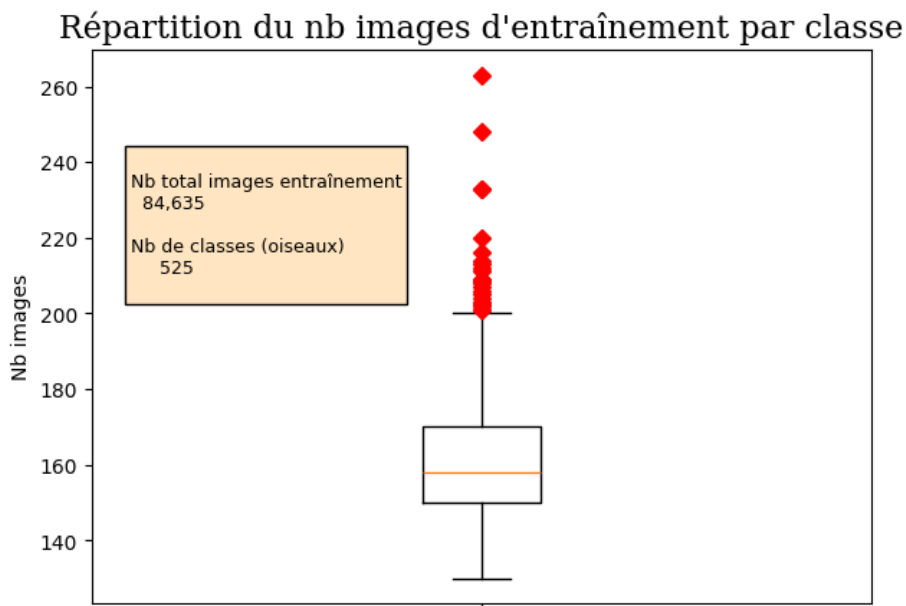 Répartition du nb images d'entraînement par classe
260
240
220
200
180
160
140
Nb images
Nb total images entraînement
84,635
Nb de classes (oiseaux)
525